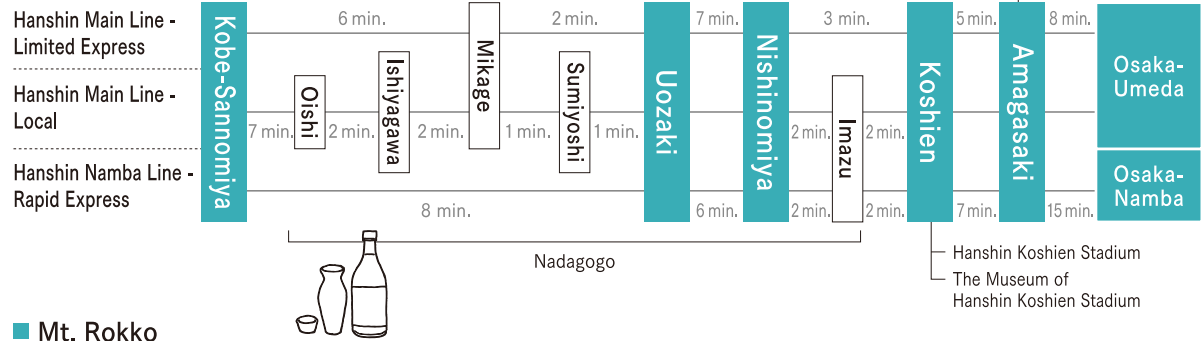 Hanshin Main Line -
Limited Express
Hanshin Main Line -
Local
Hanshin Namba Line -
Rapid Express
Kobe-Sannomiya
6 min.
2 min.
7 min.
3 min.
5 min.
8 min.
Oishi
Ishiyagawa
Mikage
Sumiyoshi
Uozaki
Nishinomiya
Imazu
Koshien
Amagasaki
Osaka-
Umeda
7 min.
2 min.
2 min.
1 min.
1 min.
2 min.
2 min.
Osaka-
Namba
8 min.
6 min.
2 min.
2 min.
7 min.
15 min.
Nadagogo
Hanshin Koshien Stadium
The Museum of
Hanshin Koshien Stadium
Mt. Rokko